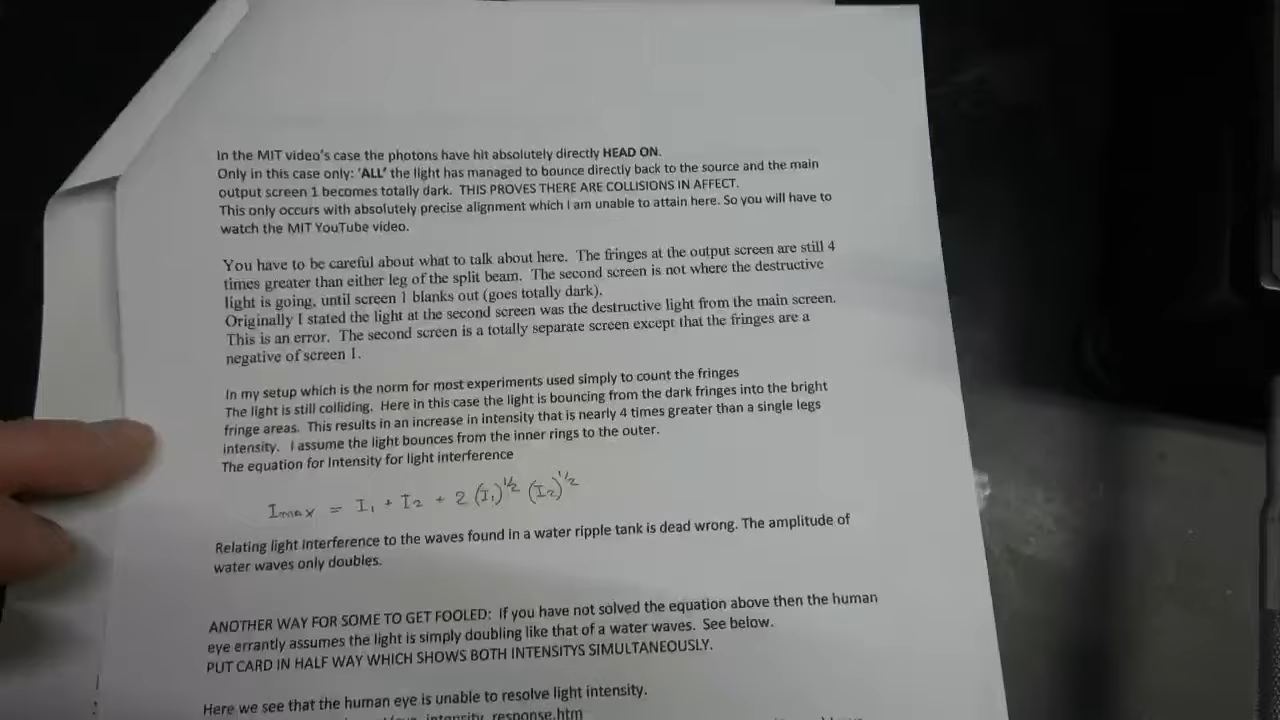 In the MIT video's case the photons have hit absolutely directly HEAD ON.
Only in this case only: 'ALL' the light has managed to bounce directly back to the source and the main
output screen 1 becomes totally dark. THIS PROVES THERE ARE COLLISIONS IN AFFECT.
This only occurs with absolutely precise alignment which I am unable to attain here. So you will have to
watch the MIT YouTube video.
You have to be careful about what to talk about here. The fringes at the output screen are still 4
times greater than either leg of the split beam. The second screen is not where the destructive
light is going, until screen 1 blanks out (goes totally dark).
Originally I stated the light at the second screen was the destructive light from the main screen.
This is an error. The second screen is a totally separate screen except that the fringes are a
negative of screen 1.
In my setup which is the norm for most experiments used simply to count the fringes
The light is still colliding. Here in this case the light is bouncing from the dark fringes into the bright
fringe areas. This results in an increase in intensity that is nearly 4 times greater than a single legs
intensity. I assume the light bounces from the inner rings to the outer.
The equation for Intensity for light interference
Imax = I₁ + I₂ + 2 (I₁)^1/2 (I₂)^1/2
Relating light interference to the waves found in a water ripple tank is dead wrong. The amplitude of
water waves only doubles.
ANOTHER WAY FOR SOME TO GET FOOLED: If you have not solved the equation above then the human
eye errantly assumes the light is simply doubling like that of a water waves. See below.
PUT CARD IN HALF WAY WHICH SHOWS BOTH INTENSITYS SIMULTANEOUSLY.
Here we see that the human eye is unable to resolve light intensity.
intensity_response.htm